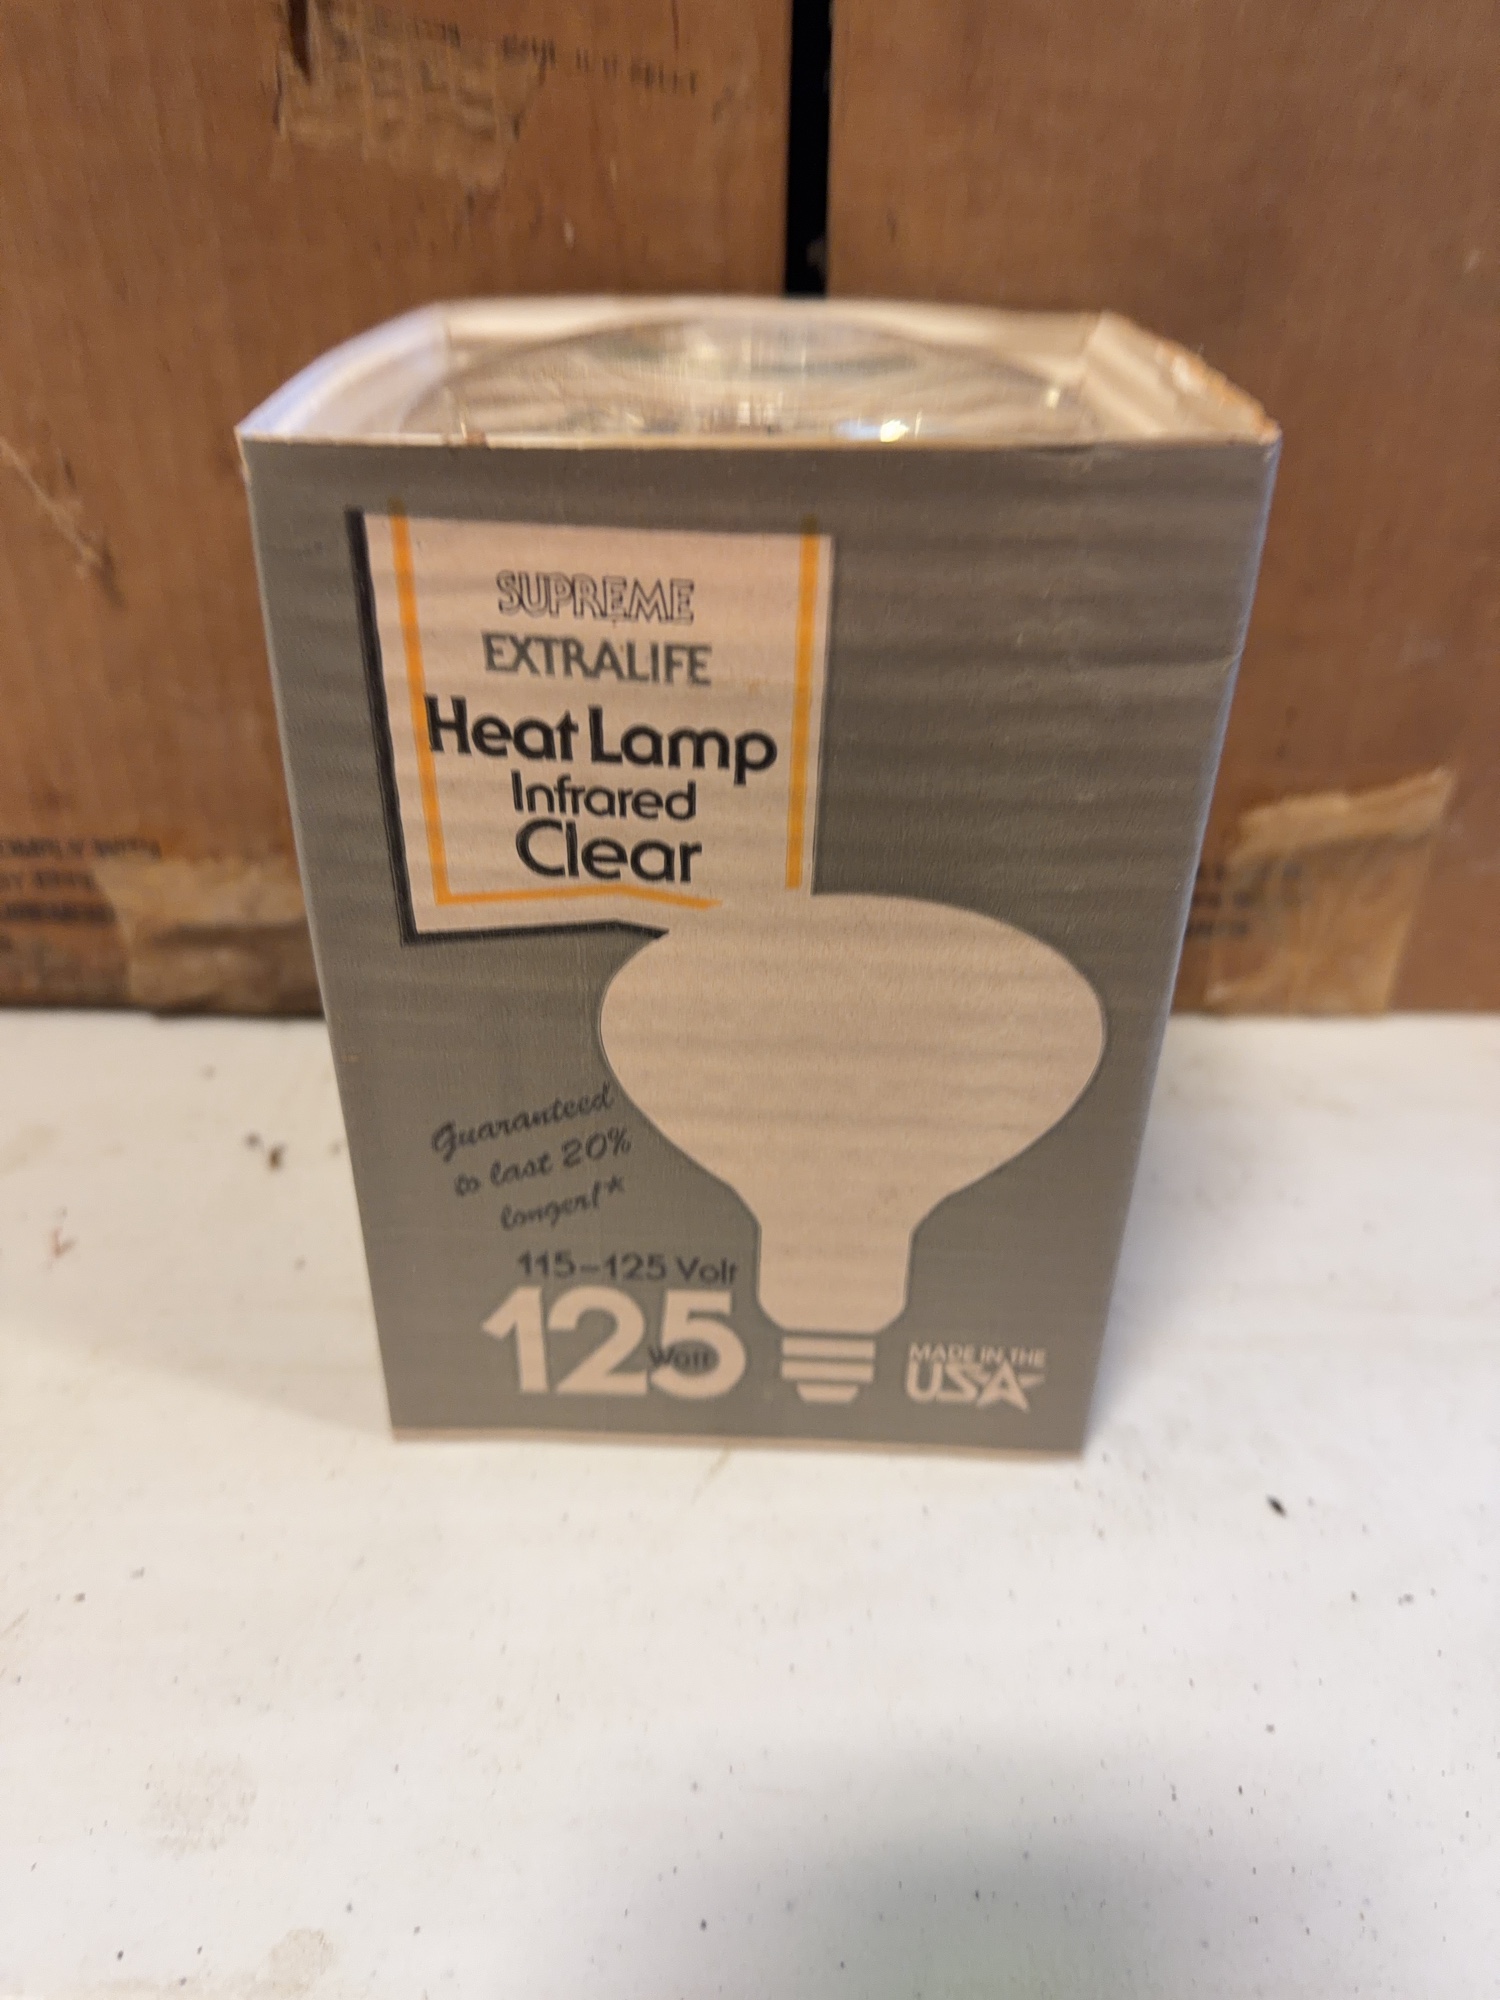 SUPREME
EXTRALIFE
Heat Lamp
Infrared
Clear
Guaranteed
to last 20%
longer!*
115-125 Volt
125
Watt
MADE IN THE
USA